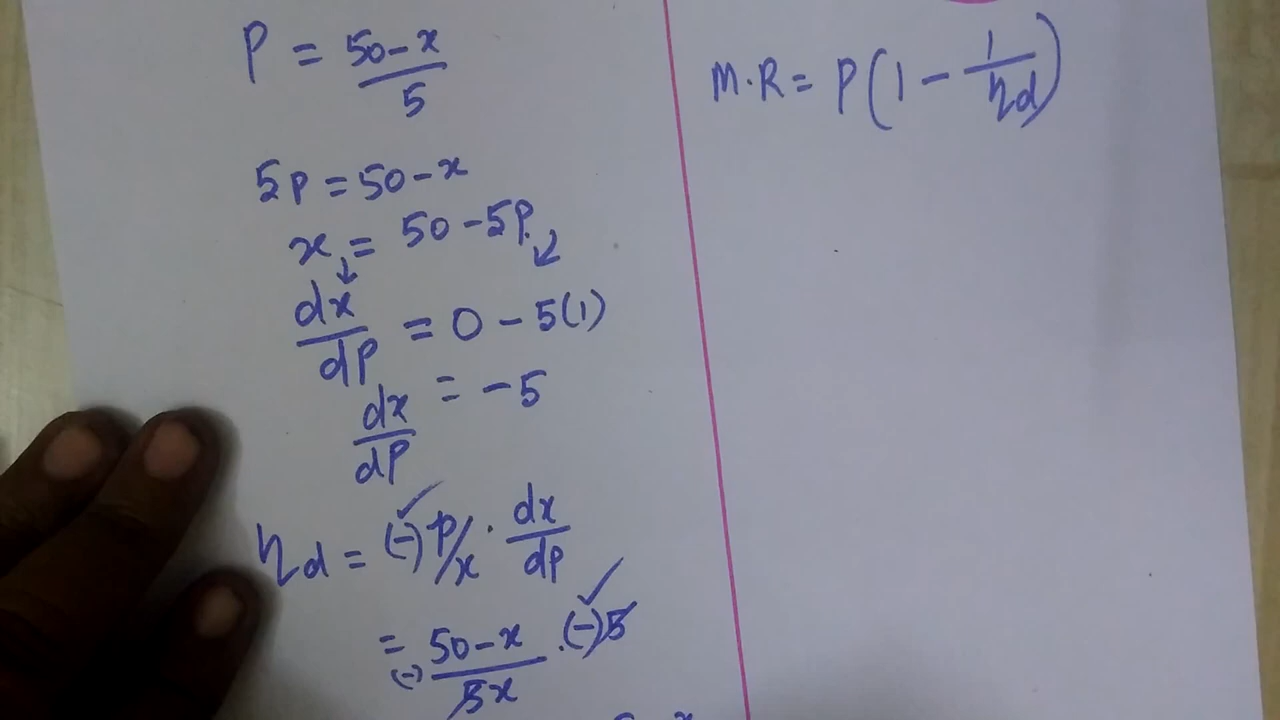 P = 50-x/5
5P = 50-x
x = 50-5P
dx/dP = 0 - 5(1)
dx/dP = -5
ηd = (-) P/x · dx/dP
= (-) 50-x/5x · (-)5
M.R = P(1 - 1/ηd)